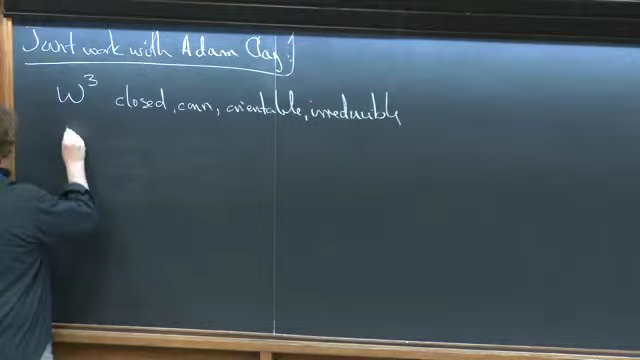 Joint work with Adam Clay!
W³ closed, conn, orientable, irreducible